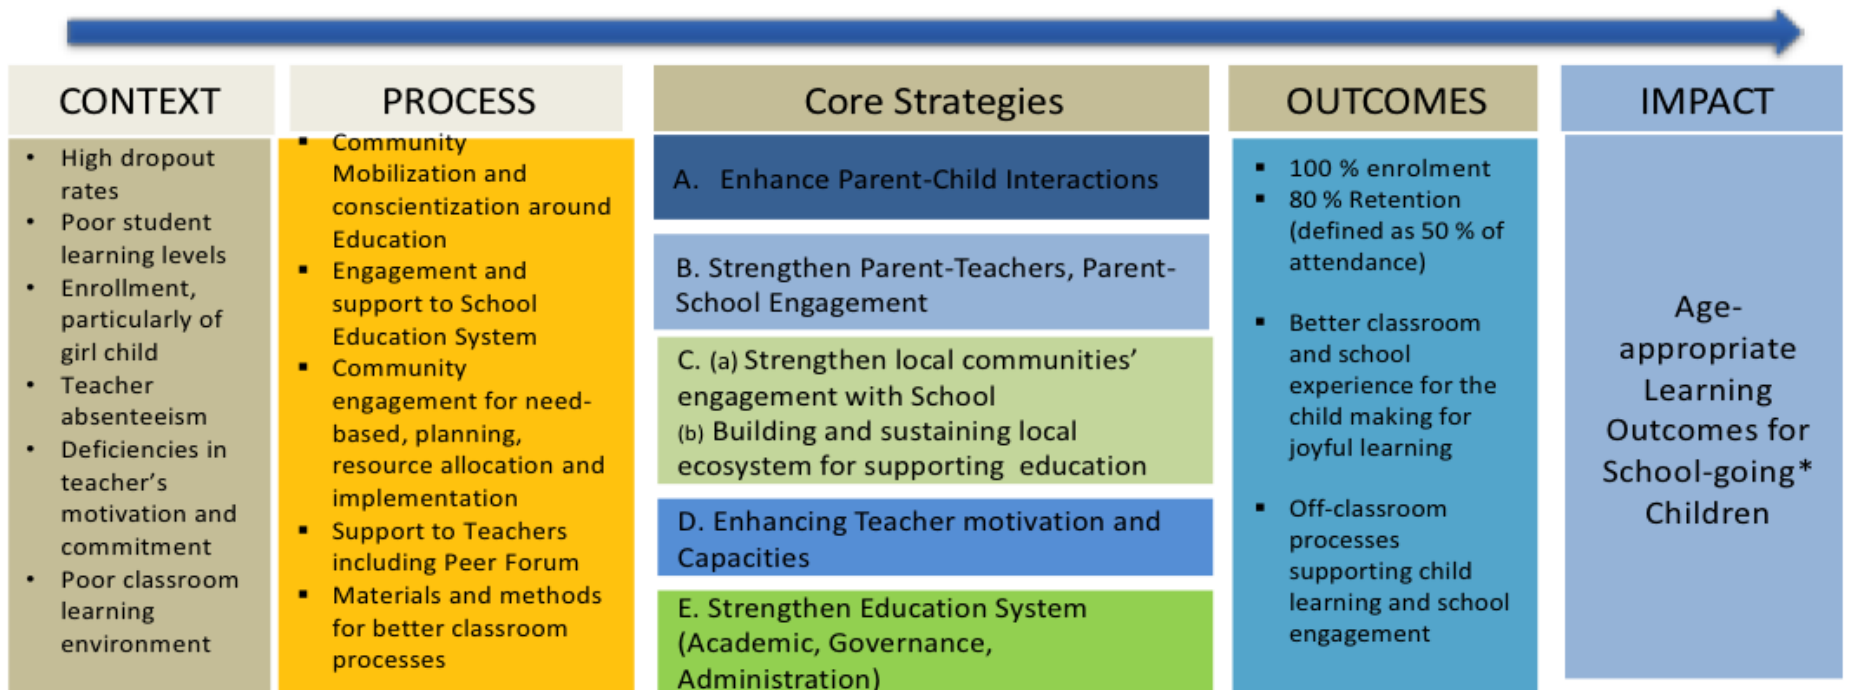 CONTEXT
• High dropout
rates
• Poor student
learning levels
• Enrollment,
particularly of
girl child
• Teacher
absenteeism
• Deficiencies in
teacher’s
motivation and
commitment
• Poor classroom
learning
environment
PROCESS
▪ Community
Mobilization and
conscientization around
Education
▪ Engagement and
support to School
Education System
▪ Community
engagement for need-
based, planning,
resource allocation and
implementation
▪ Support to Teachers
including Peer Forum
▪ Materials and methods
for better classroom
processes
Core Strategies
A. Enhance Parent-Child Interactions
B. Strengthen Parent-Teachers, Parent-
School Engagement
C. (a) Strengthen local communities’
engagement with School
(b) Building and sustaining local
ecosystem for supporting education
D. Enhancing Teacher motivation and
Capacities
E. Strengthen Education System
(Academic, Governance,
Administration)
OUTCOMES
▪ 100 % enrolment
▪ 80 % Retention
(defined as 50 % of
attendance)
▪ Better classroom
and school
experience for the
child making for
joyful learning
▪ Off-classroom
processes
supporting child
learning and school
engagement
IMPACT
Age-
appropriate
Learning
Outcomes for
School-going*
Children